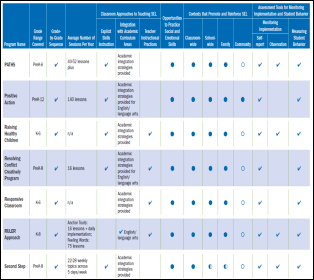 Classroom Approaches to Teaching SEL
Opportunities to Practice Social and Emotional Skills
Contexts that Promote and Reinforce SEL
Assessment Tools for Monitoring Implementation and Student Behavior
Monitoring Implementation
Program Name
Grade Range Covered
Grade-by-Grade Sequence
Average Number of Sessions Per Year
Explicit Skills Instruction
Integration with Academic Curriculum Areas
Teacher Instructional Practices
Classroom-wide
School-wide
Family
Community
Self-report
Observation
Measuring Student Behavior
PATHS
PreK-6
40-52 lessons plus
Academic integration strategies provided
Positive Action
PreK-12
140 lessons
Academic integration strategies provided for English/language arts
Raising Healthy Children
K-6
n/a
Academic integration strategies provided
Resolving Conflict Creatively Program
PreK-8
16 lessons
Academic integration strategies provided for English/language arts
Responsive Classroom
K-6
n/a
Academic integration strategies provided
RULER Approach
K-8
Anchor Tools: 16 lessons + daily implementation; Feeling Words: 75 lessons
English/language arts
Second Step
PreK-8
22-28 weekly topics across 5 days/week
Academic integration strategies provided